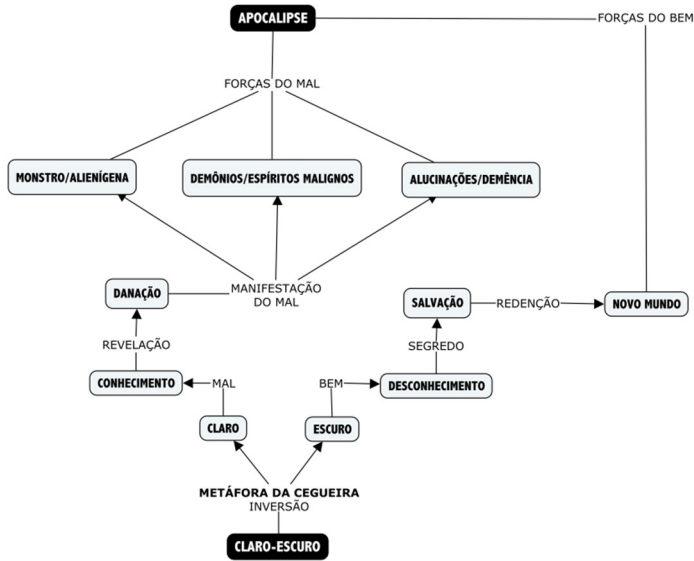 APOCALIPSE
FORÇAS DO BEM
FORÇAS DO MAL
MONSTRO/ALIENÍGENA
DEMÔNIOS/ESPÍRITOS MALIGNOS
ALUCINAÇÕES/DEMÊNCIA
DANAÇÃO
MANIFESTAÇÃO
DO MAL
SALVAÇÃO
REDENÇÃO
NOVO MUNDO
REVELAÇÃO
SEGREDO
CONHECIMENTO
MAL
BEM
DESCONHECIMENTO
CLARO
ESCURO
METÁFORA DA CEGUEIRA
INVERSÃO
CLARO-ESCURO